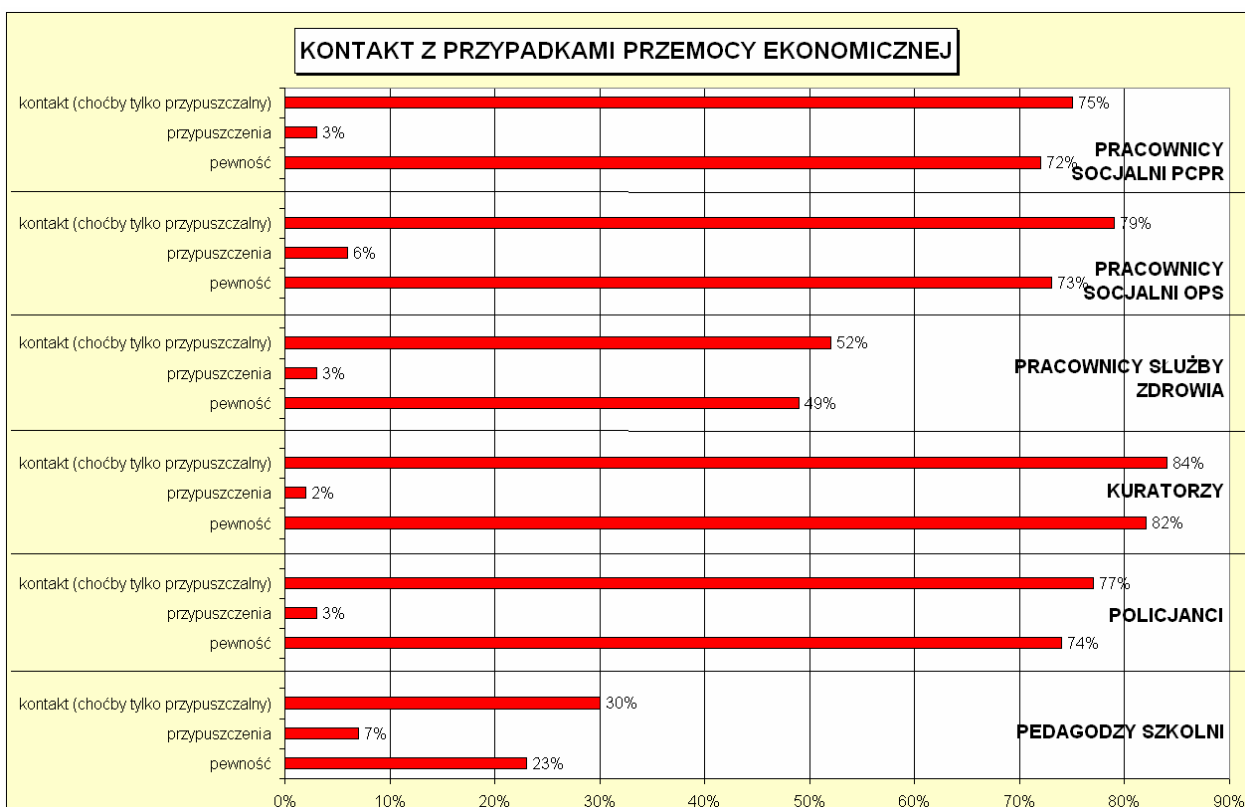 KONTAKT Z PRZYPADKAMI PRZEMOCY EKONOMICZNEJ
kontakt (choćby tylko przypuszczalny) 75%
przypuszczenia 3%
pewność 72%
PRACOWNICY
SOCJALNI PCPR
kontakt (choćby tylko przypuszczalny) 79%
przypuszczenia 6%
pewność 73%
PRACOWNICY
SOCJALNI OPS
kontakt (choćby tylko przypuszczalny) 52%
przypuszczenia 3%
pewność 49%
PRACOWNICY SŁUŻBY
ZDROWIA
kontakt (choćby tylko przypuszczalny) 84%
przypuszczenia 2%
pewność 82%
KURATORZY
kontakt (choćby tylko przypuszczalny) 77%
przypuszczenia 3%
pewność 74%
POLICJANCI
kontakt (choćby tylko przypuszczalny) 30%
przypuszczenia 7%
pewność 23%
PEDAGODZY SZKOLNI
0% 10% 20% 30% 40% 50% 60% 70% 80% 90%